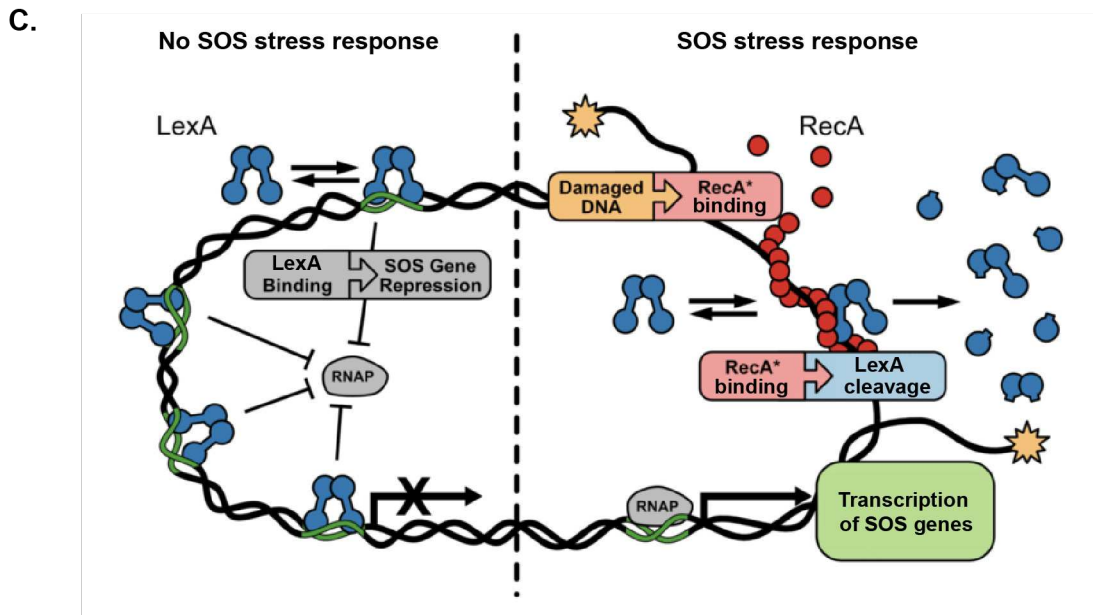 C.
No SOS stress response
SOS stress response
LexA
RecA
Damaged
DNA
RecA*
binding
LexA
Binding
SOS Gene
Repression
RNAP
RecA*
binding
LexA
cleavage
RNAP
Transcription
of SOS genes
X